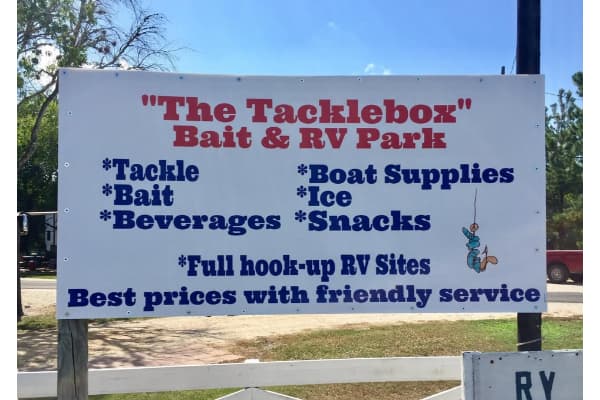 "The Tacklebox"
Bait & RV Park
*Tackle *Boat Supplies
*Bait *Ice
*Beverages *Snacks
*Full hook-up RV Sites
Best prices with friendly service
RV